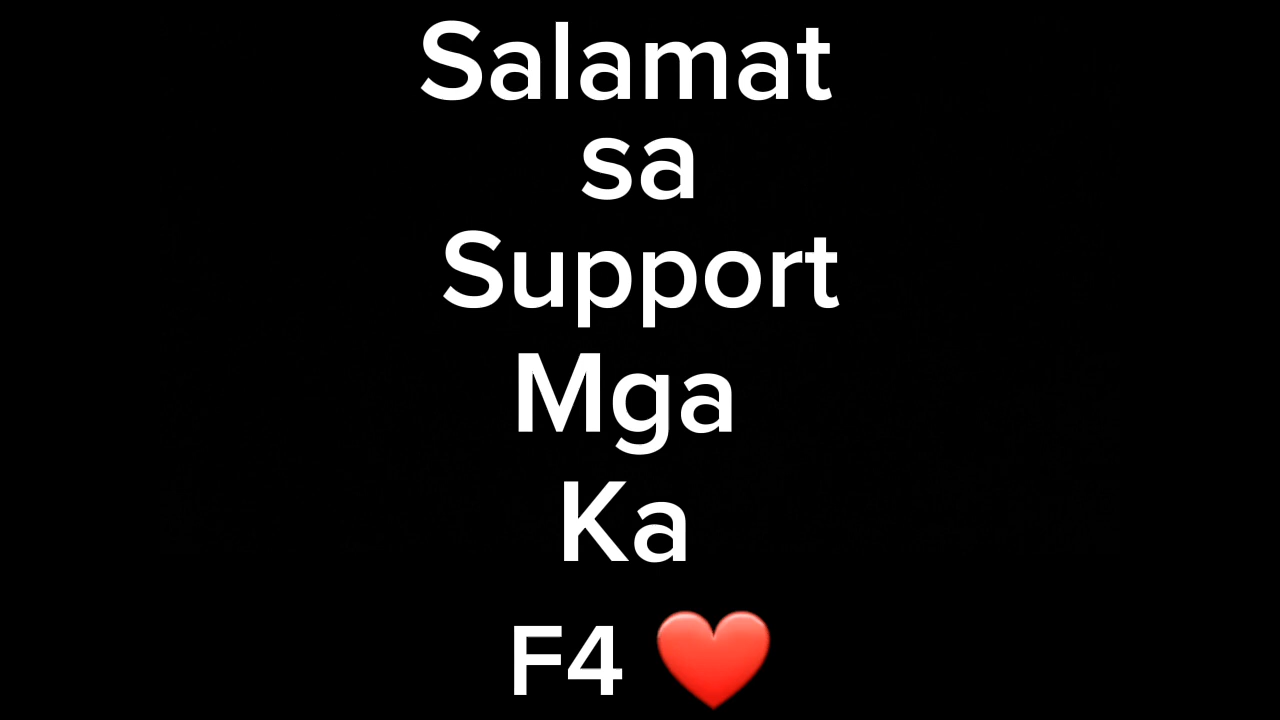 Salamat
sa
Support
Mga
Ka
F4 ❤️